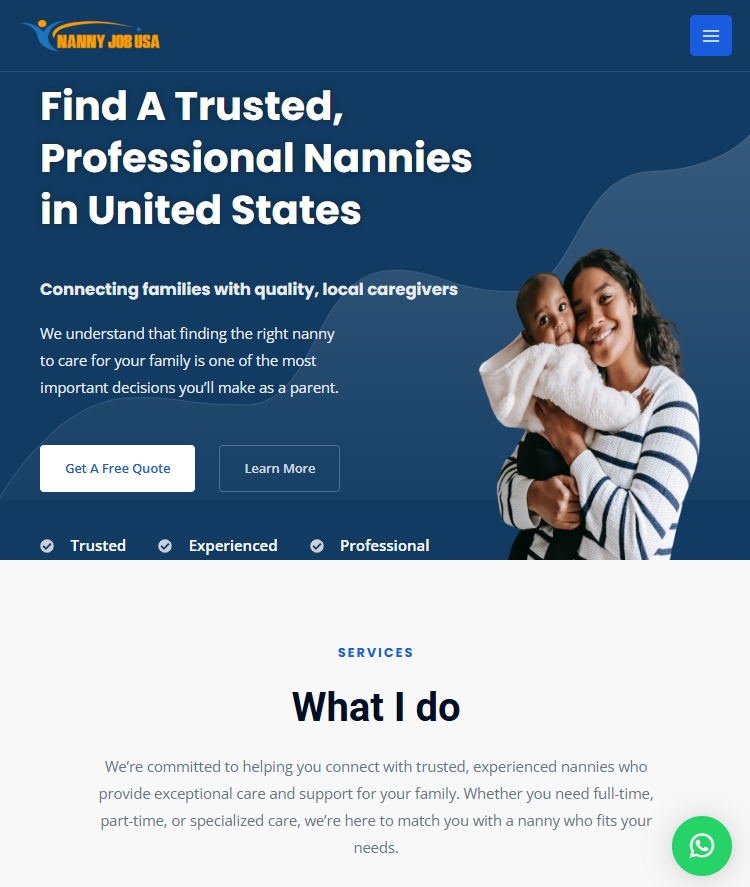 NANNY JOB USA
Find A Trusted,
Professional Nannies
in United States
Connecting families with quality, local caregivers
We understand that finding the right nanny
to care for your family is one of the most
important decisions you’ll make as a parent.
Get A Free Quote
Learn More
Trusted
Experienced
Professional
SERVICES
What I do
We’re committed to helping you connect with trusted, experienced nannies who
provide exceptional care and support for your family. Whether you need full-time,
part-time, or specialized care, we’re here to match you with a nanny who fits your
needs.